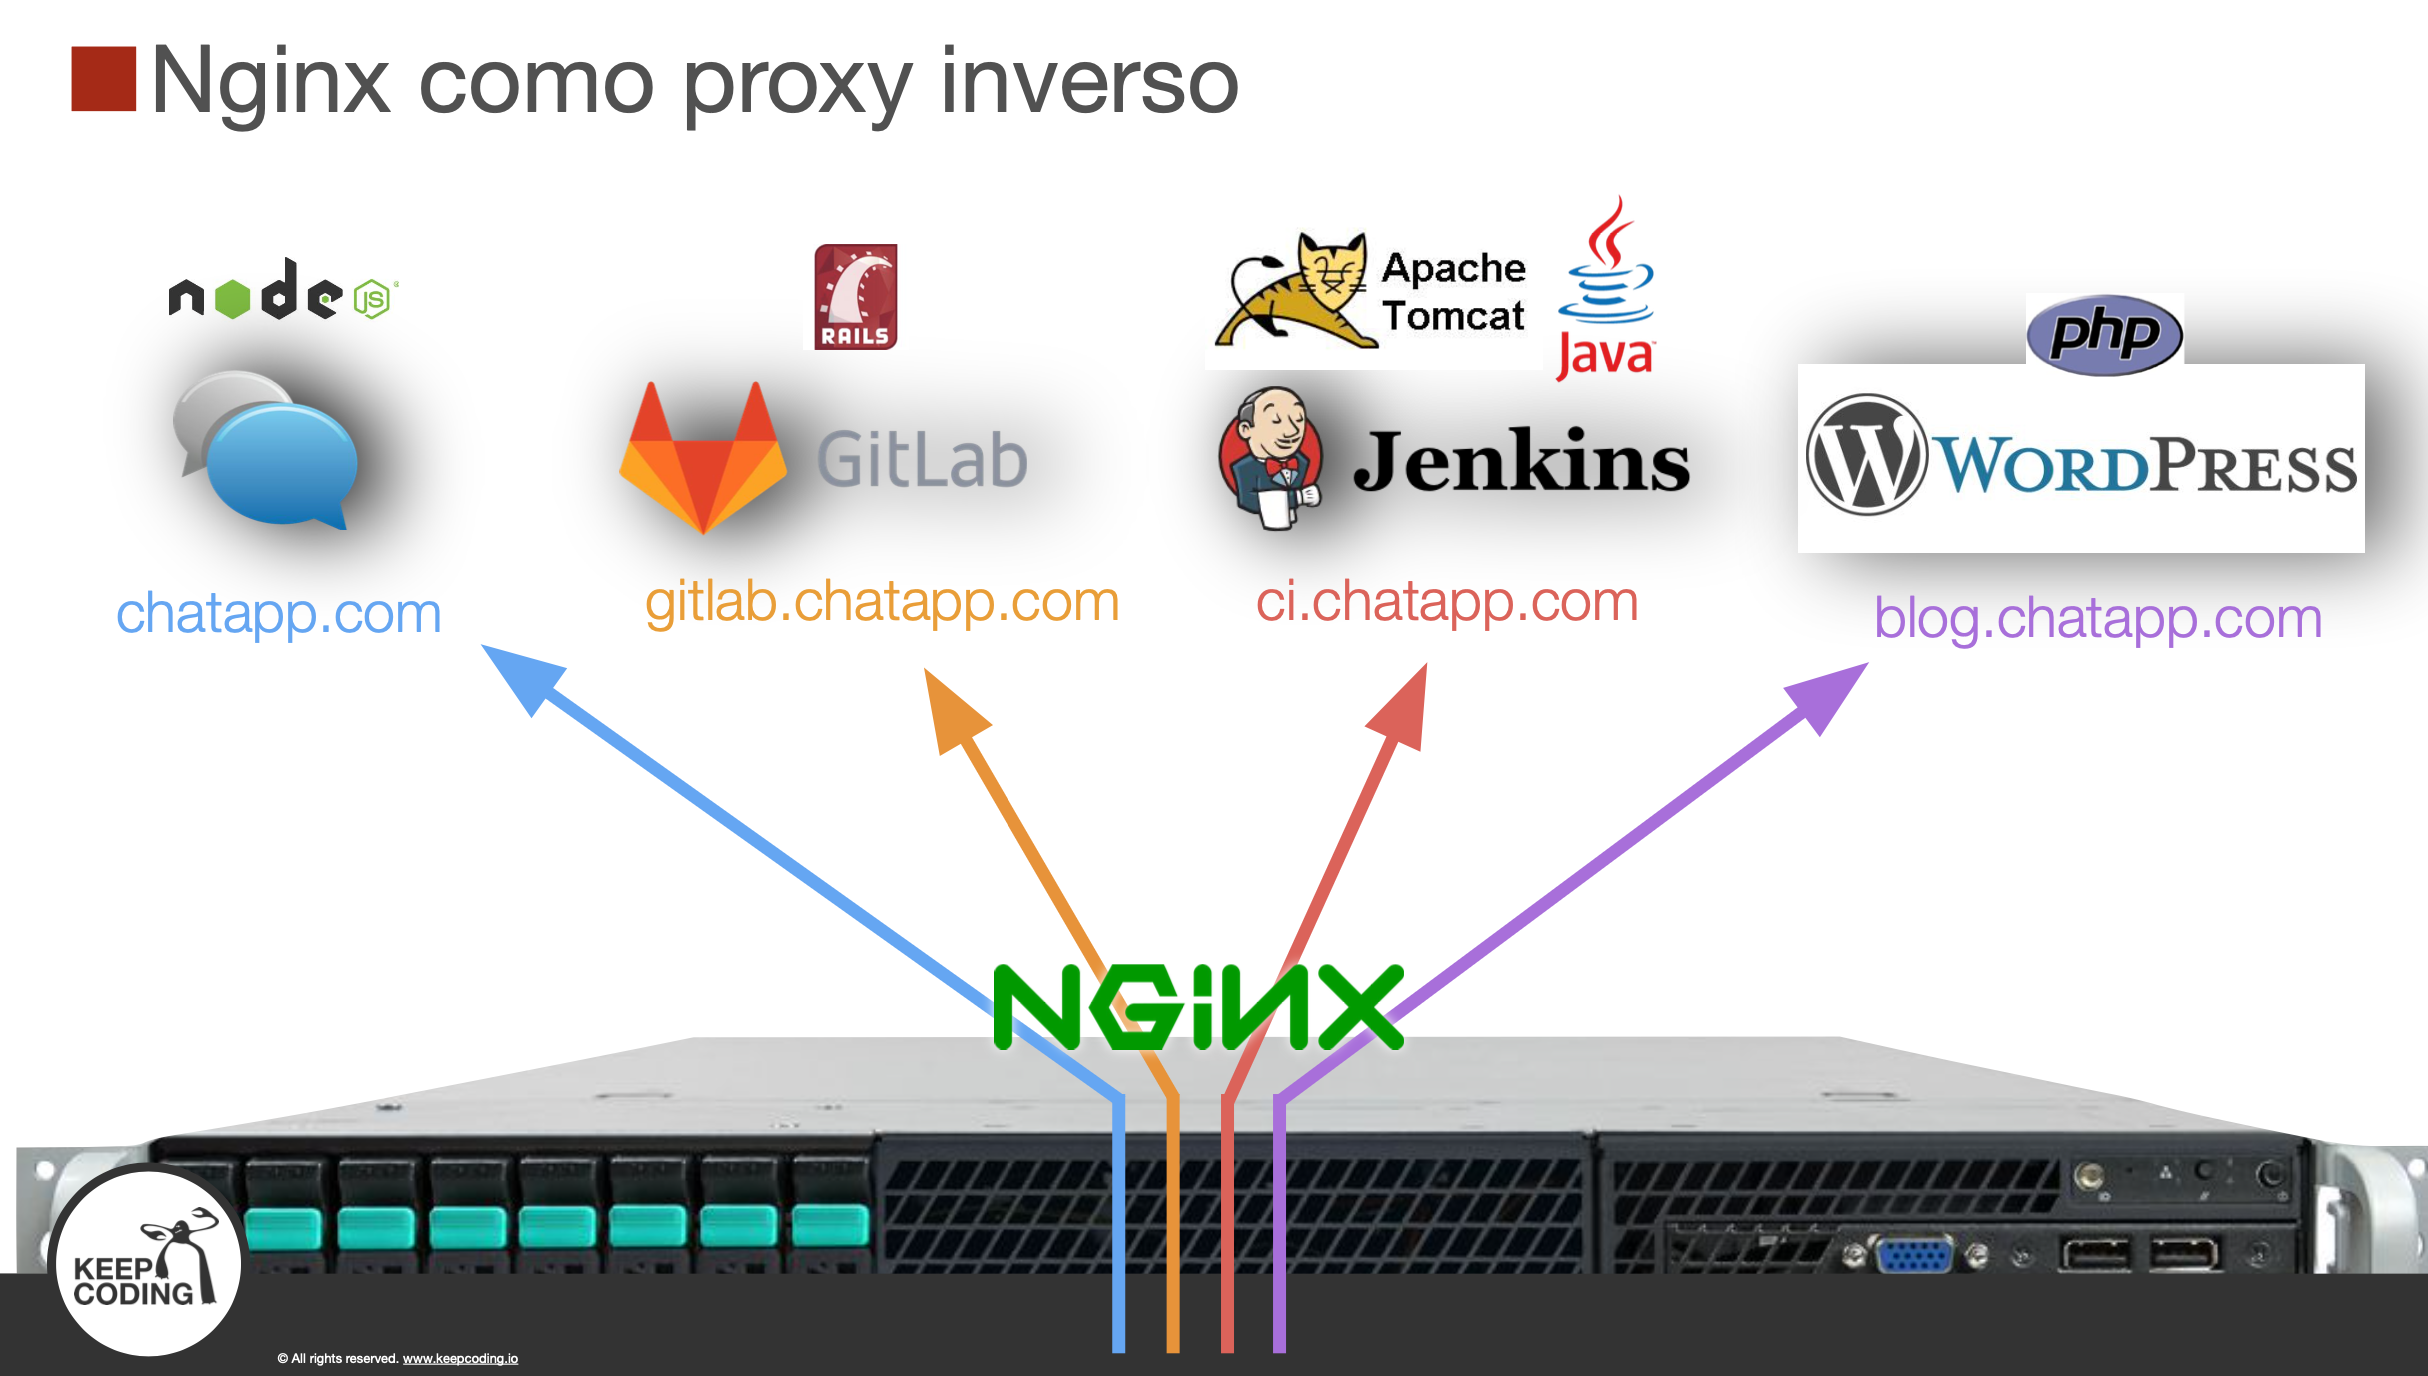 Nginx como proxy inverso
node JS
RAILS
Apache
Tomcat
Java
php
GitLab
Jenkins
WORDPRESS
chatapp.com
gitlab.chatapp.com
ci.chatapp.com
blog.chatapp.com
NGiNX
KEEP
CODING
© All rights reserved. www.keepcoding.io